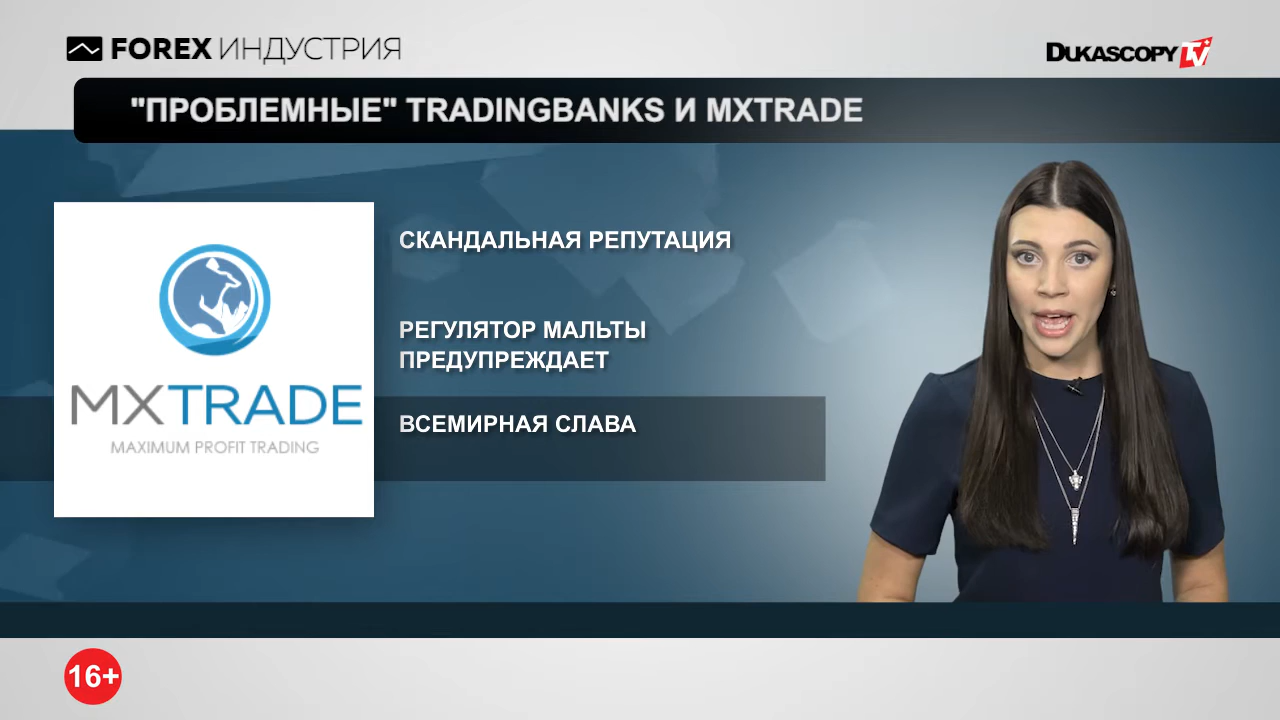 FOREX ИНДУСТРИЯ
DUKASCOPY TV
"ПРОБЛЕМНЫЕ" TRADINGBANKS И MXTRADE
СКАНДАЛЬНАЯ РЕПУТАЦИЯ
РЕГУЛЯТОР МАЛЬТЫ
ПРЕДУПРЕЖДАЕТ
ВСЕМИРНАЯ СЛАВА
MXTRADE
MAXIMUM PROFIT TRADING
16+